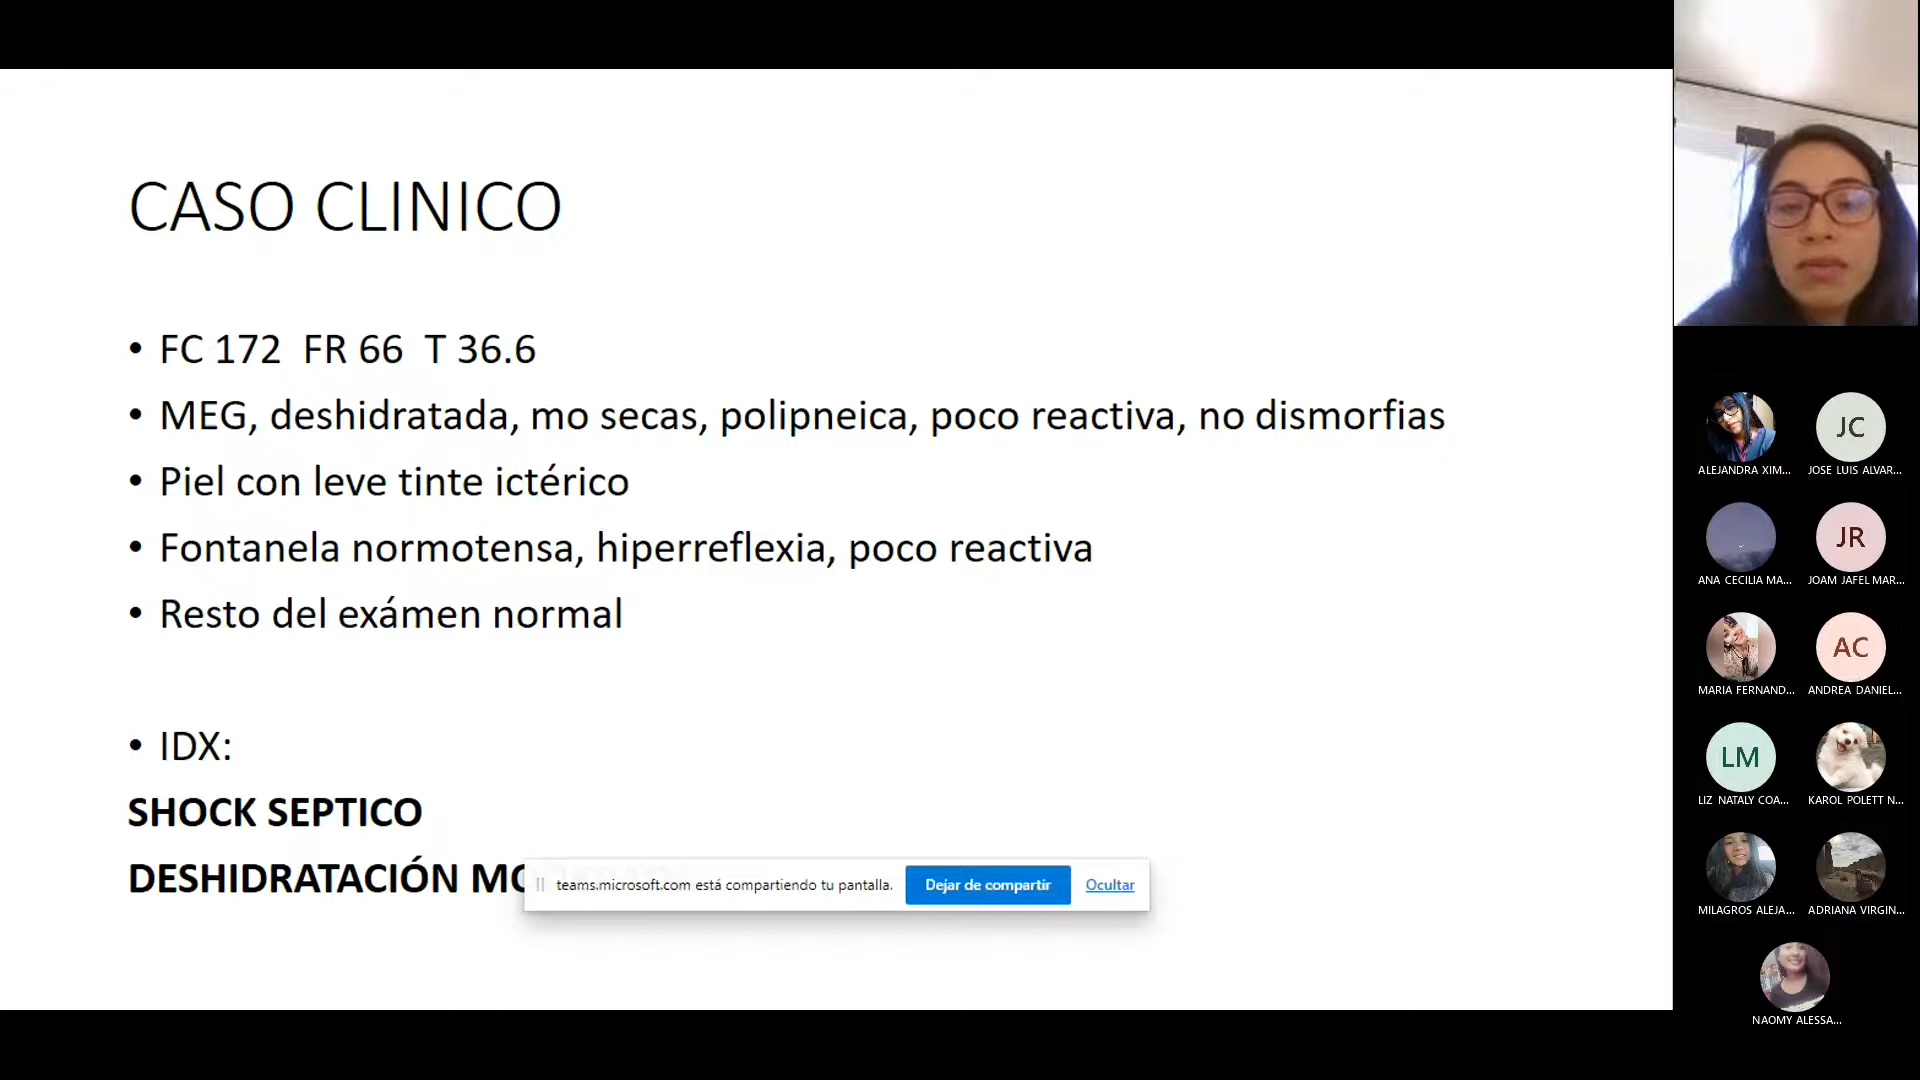 CASO CLINICO
• FC 172 FR 66 T 36.6
• MEG, deshidratada, mo secas, polipneica, poco reactiva, no dismorfias
• Piel con leve tinte ictérico
• Fontanela normotensa, hiperreflexia, poco reactiva
• Resto del exámen normal
• IDX:
SHOCK SEPTICO
DESHIDRATACIÓN
teams.microsoft.com está compartiendo tu pantalla. Dejar de compartir Ocultar
JC
ALEJANDRA XIM... JOSE LUIS ALVAR...
JR
ANA CECILIA MA... JOAM JAFEL MAR...
AC
MARIA FERNAND... ANDREA DANIEL...
LM
LIZ NATALY COA... KAROL POLETT N...
MILAGROS ALEJA... ADRIANA VIRGIN...
NAOMY ALESSA...